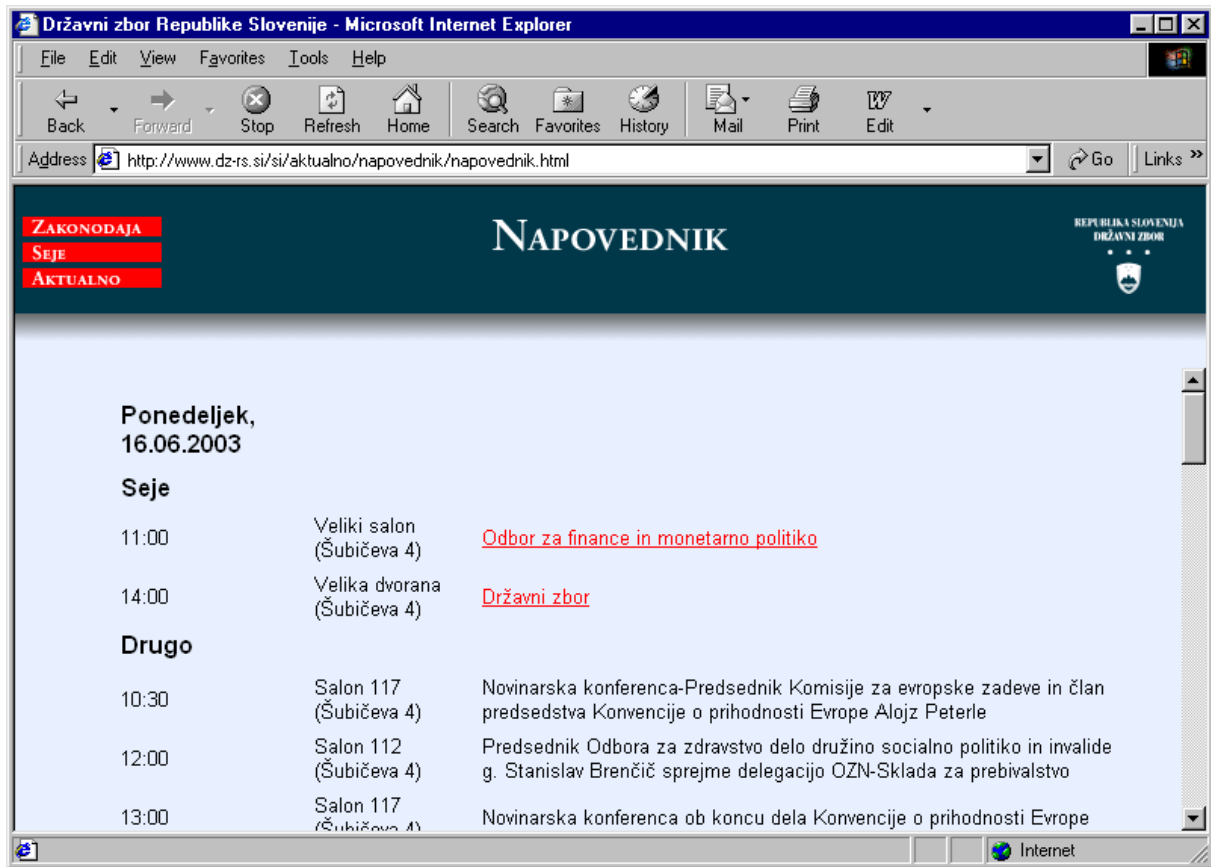 Državni zbor Republike Slovenije - Microsoft Internet Explorer
File Edit View Favorites Tools Help
Back Forward Stop Refresh Home Search Favorites History Mail Print Edit
Address http://www.dz-rs.si/si/aktualno/napovednik/napovednik.html Go Links »
ZAKONODAJA
SEJE
AKTUALNO
NAPOVEDNIK
REPUBLIKA SLOVENIJA
DRŽAVNI ZBOR
Ponedeljek,
16.06.2003
Seje
11:00 Veliki salon
(Šubičeva 4) Odbor za finance in monetarno politiko
14:00 Velika dvorana
(Šubičeva 4) Državni zbor
Drugo
10:30 Salon 117 Novinarska konferenca-Predsednik Komisije za evropske zadeve in član
(Šubičeva 4) predsedstva Konvencije o prihodnosti Evrope Alojz Peterle
12:00 Salon 112 Predsednik Odbora za zdravstvo delo družino socialno politiko in invalide
(Šubičeva 4) g. Stanislav Brenčič sprejme delegacijo OZN-Sklada za prebivalstvo
13:00 Salon 117
(Šubičeva 4) Novinarska konferenca ob koncu dela Konvencije o prihodnosti Evrope
Internet